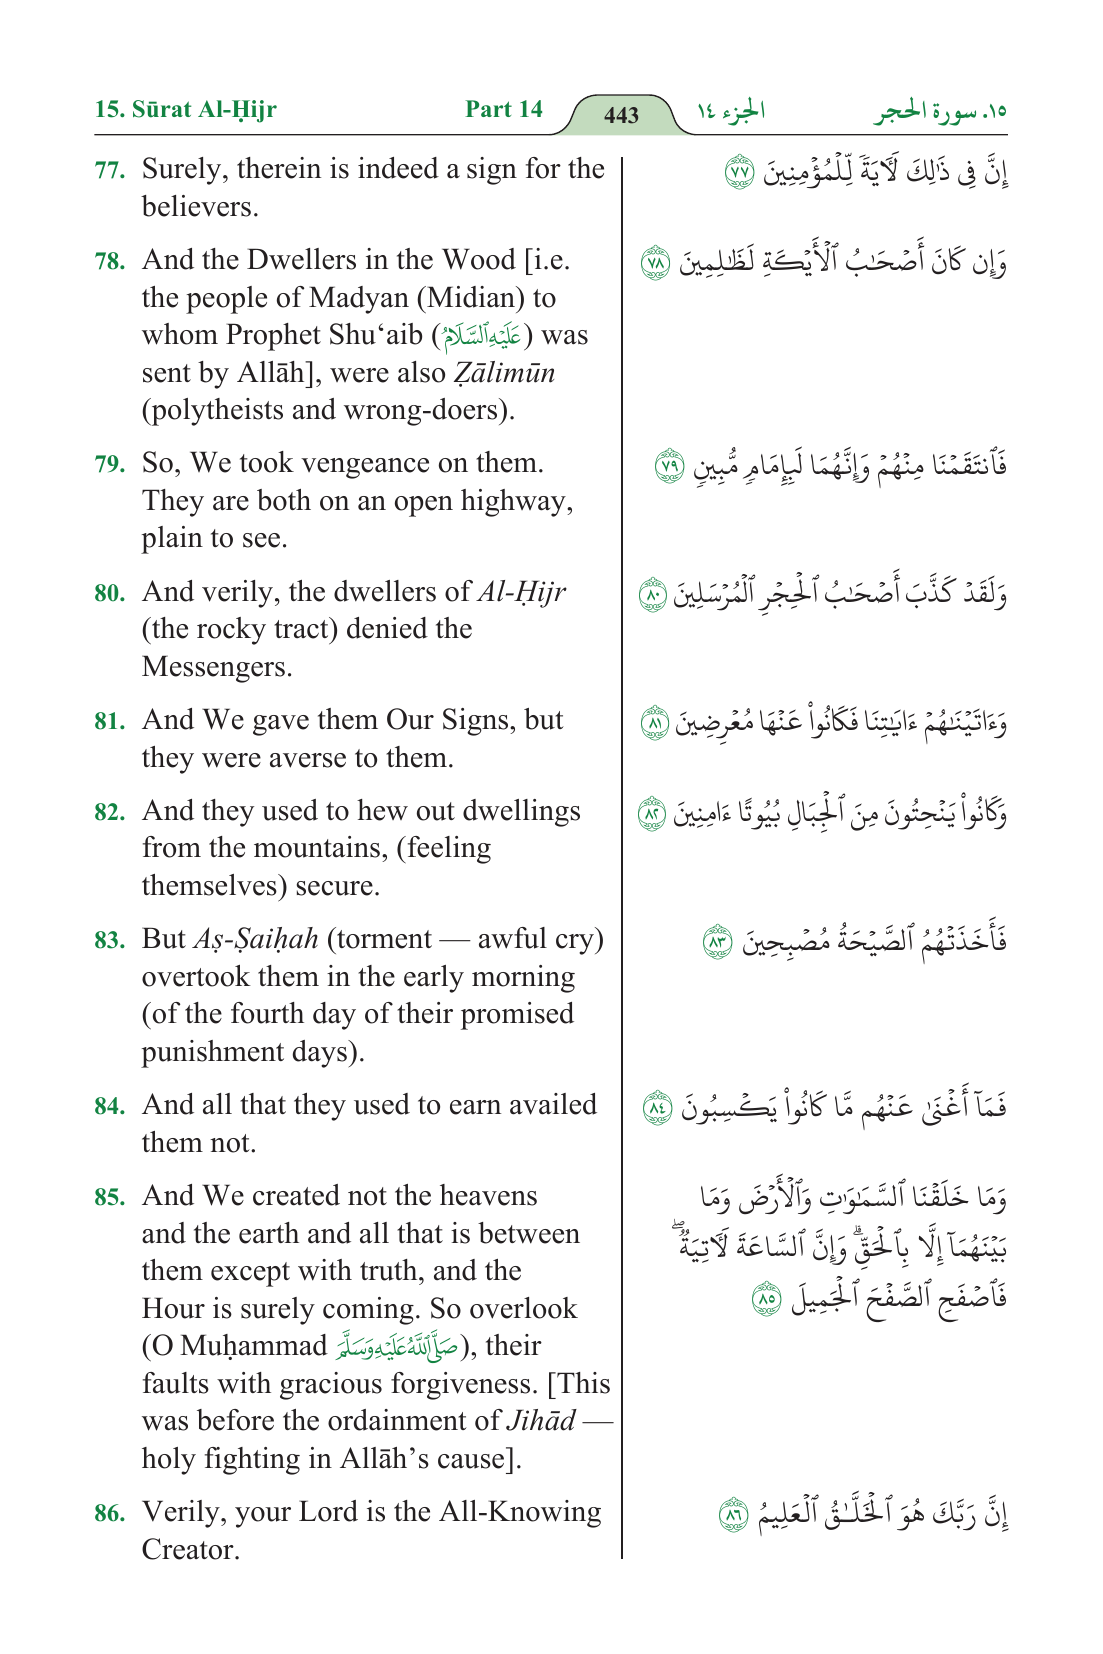 15. Sūrat Al-Ḥijr
Part 14
443
الجزء ١٤
١٥. سورة الحجر
77. Surely, therein is indeed a sign for the
believers.
إِنَّ فِى ذَٰلِكَ لَـَٔايَةً لِّلْمُؤْمِنِينَ ٧٧
78. And the Dwellers in the Wood [i.e.
the people of Madyan (Midian) to
whom Prophet Shu‘aib (عَلَيْهِ ٱلسَّلَامُ) was
sent by Allāh], were also Ẓālimūn
(polytheists and wrong-doers).
وَإِن كَانَ أَصْحَـٰبُ ٱلْأَيْكَةِ لَظَـٰلِمِينَ ٧٨
79. So, We took vengeance on them.
They are both on an open highway,
plain to see.
فَٱنتَقَمْنَا مِنْهُمْ وَإِنَّهُمَا لَبِإِمَامٍ مُّبِينٍ ٧٩
80. And verily, the dwellers of Al-Ḥijr
(the rocky tract) denied the
Messengers.
وَلَقَدْ كَذَّبَ أَصْحَـٰبُ ٱلْحِجْرِ ٱلْمُرْسَلِينَ ٨٠
81. And We gave them Our Signs, but
they were averse to them.
وَءَاتَيْنَـٰهُمْ ءَايَـٰتِنَا فَكَانُوا۟ عَنْهَا مُعْرِضِينَ ٨١
82. And they used to hew out dwellings
from the mountains, (feeling
themselves) secure.
وَكَانُوا۟ يَنْحِتُونَ مِنَ ٱلْجِبَالِ بُيُوتًا ءَامِنِينَ ٨٢
83. But Aṣ-Ṣaiḥah (torment — awful cry)
overtook them in the early morning
(of the fourth day of their promised
punishment days).
فَأَخَذَتْهُمُ ٱلصَّيْحَةُ مُصْبِحِينَ ٨٣
84. And all that they used to earn availed
them not.
فَمَآ أَغْنَىٰ عَنْهُم مَّا كَانُوا۟ يَكْسِبُونَ ٨٤
85. And We created not the heavens
and the earth and all that is between
them except with truth, and the
Hour is surely coming. So overlook
(O Muḥammad صَلَّى ٱللَّهُ عَلَيْهِ وَسَلَّمَ), their
faults with gracious forgiveness. [This
was before the ordainment of Jihād —
holy fighting in Allāh’s cause].
وَمَا خَلَقْنَا ٱلسَّمَـٰوَٰتِ وَٱلْأَرْضَ وَمَا
بَيْنَهُمَآ إِلَّا بِٱلْحَقِّ ۗ وَإِنَّ ٱلسَّاعَةَ لَـَٔاتِيَةٌ ۖ
فَٱصْفَحِ ٱلصَّفْحَ ٱلْجَمِيلَ ٨٥
86. Verily, your Lord is the All-Knowing
Creator.
إِنَّ رَبَّكَ هُوَ ٱلْخَلَّـٰقُ ٱلْعَلِيمُ ٨٦